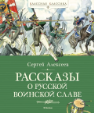 Сергей Алексеев
РАССКАЗЫ
О РУССКОЙ
ВОИНСКОЙ СЛАВЕ